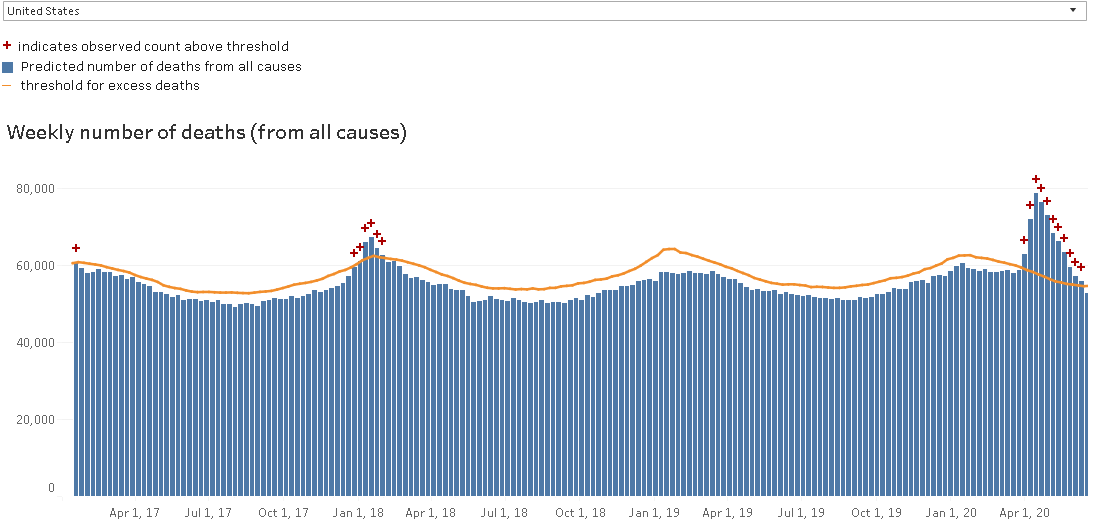 United States
+ indicates observed count above threshold
Predicted number of deaths from all causes
— threshold for excess deaths
Weekly number of deaths (from all causes)
80,000
60,000
40,000
20,000
0
Apr 1, 17 Jul 1, 17 Oct 1, 17 Jan 1, 18 Apr 1, 18 Jul 1, 18 Oct 1, 18 Jan 1, 19 Apr 1, 19 Jul 1, 19 Oct 1, 19 Jan 1, 20 Apr 1, 20